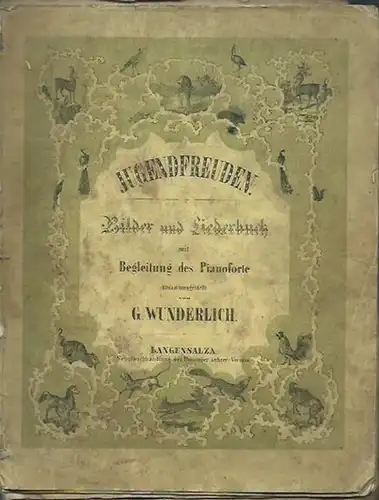 JUGENDFREUDEN.
Bilder und Liederbuch
mit
Begleitung des Pianoforte
G. WUNDERLICH.
LANGENSALZA